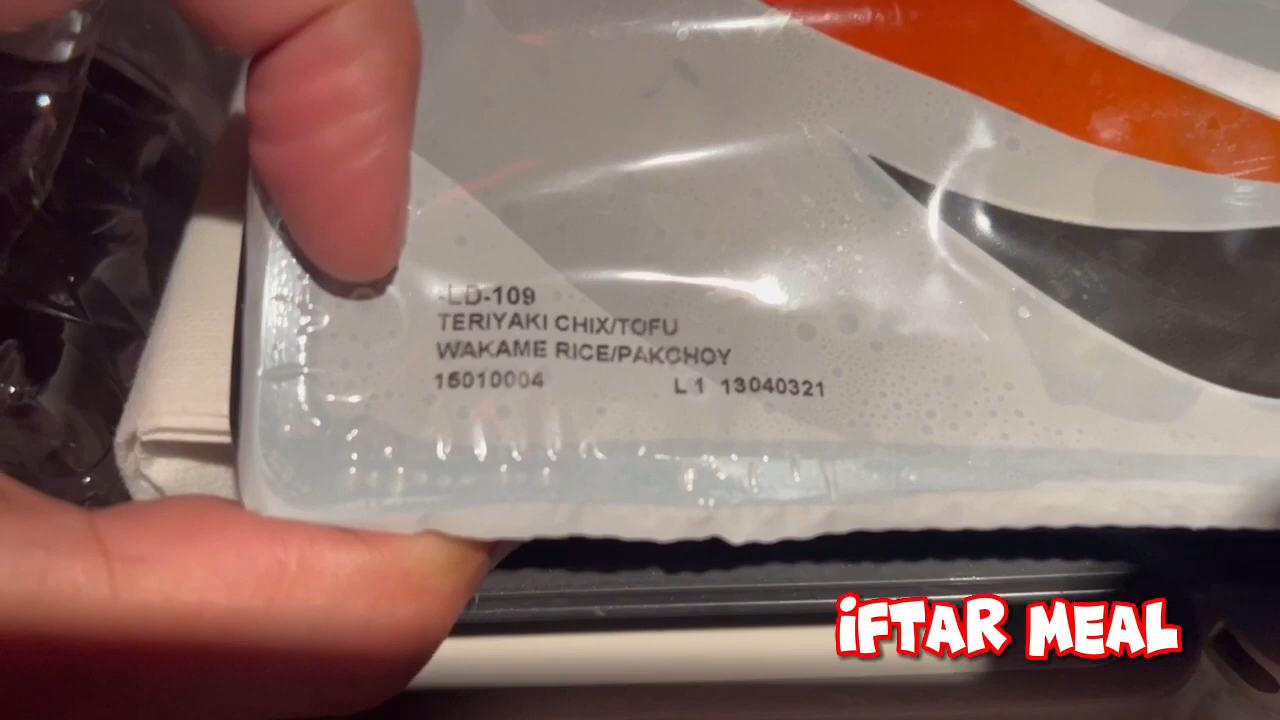 -LD-109
TERIYAKI CHIX/TOFU
WAKAME RICE/PAKCHOY
15010004 L 1 13040321
iFTAR MEAL